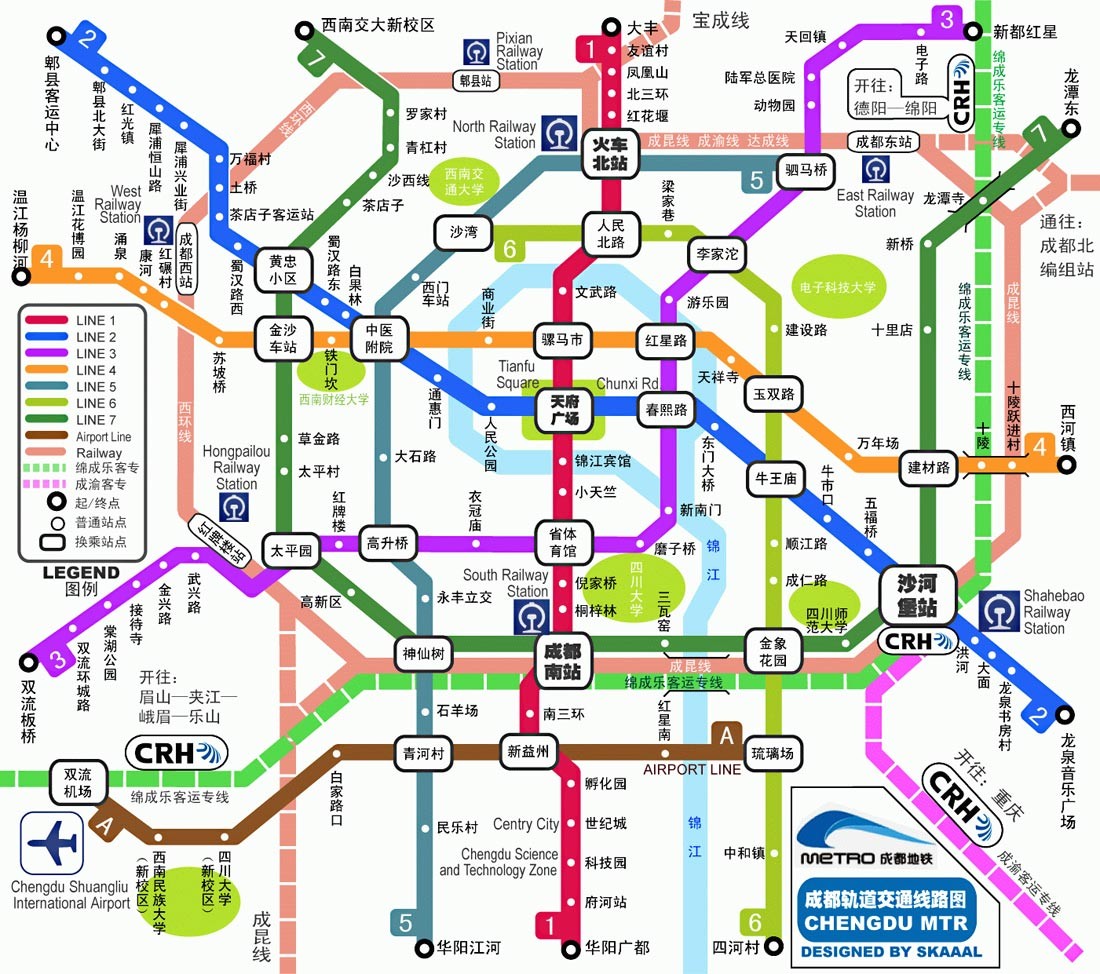 2
郫县客运中心
郫县北大街
红光镇
犀浦恒山路
犀浦兴业街
万福村
土桥
茶店子客运站
蜀汉路西
黄忠
小区
蜀汉路东
白果林
中医
附院
通惠门
人民公园
Tianfu
Square
天府
广场
Chunxi Rd
春熙路
东门大桥
牛王庙
牛市口
五福桥
沙河
堡站
CRH
Shahebao
Railway
Station
洪河
大面
龙泉书房村
2
龙泉音乐广场
西南交大新校区
7
罗家村
青杠村
沙西线
茶店子
金沙
车站
草金路
太平村
太平园
高新区
神仙树
三瓦窑
金象
花园
四川师
范大学
建材路
十里店
新桥
龙潭寺
7
龙潭东
Pixian
Railway
Station
郫县站
西环线
宝成线
1
大丰
友谊村
凤凰山
北三环
红花堰
North Railway
Station
火车
北站
人民
北路
文武路
骡马市
锦江宾馆
小天竺
省体
育馆
倪家桥
桐梓林
South Railway
Station
成都
南站
南三环
新益州
孵化园
Centry City
世纪城
Chengdu Science
and Technology Zone
科技园
府河站
1
华阳广都
天回镇
3
新都红星
电子路
陆军总医院
动物园
开往：
德阳—绵阳
CRH
绵成乐客运专线
成昆线 成渝线 达成线
成都东站
East Railway
Station
驷马桥
5
李家沱
游乐园
红星路
新南门
磨子桥
衣冠庙
高升桥
红牌楼
红牌楼站
Hongpailou
Railway
Station
武兴路
金兴路
接待寺
棠湖公园
双流环城路
3
双流板桥
温江杨柳河
4
温江花博园
涌泉
康河
红碾村
West
Railway
Station
成都西站
苏坡桥
铁门坎
西南财经大学
商业街
天祥寺
玉双路
万年场
十陵
十陵跃进村
4
西河镇
西南交
通大学
沙湾
西门
车站
大石路
永丰立交
石羊场
青河村
民乐村
5
华阳江河
6
梁家巷
电子科技大学
建设路
顺江路
成仁路
四川大学
琉璃场
中和镇
6
四河村
通往：
成都北
编组站
绵成乐客运专线
成昆线
LINE 1
LINE 2
LINE 3
LINE 4
LINE 5
LINE 6
LINE 7
Airport Line
Railway
绵成乐客专
成渝客专
起/终点
普通站点
换乘站点
LEGEND
图例
西环线
锦江
成昆线
绵成乐客运专线
红星南
A
AIRPORT LINE
锦江
开往：
眉山—夹江—
峨眉—乐山
CRH
双流
机场
绵成乐客运专线
A
Chengdu Shuangliu
International Airport
西南民族大学
（新校区）
四川大学
（新校区）
白家路口
成昆线
开往：重庆
CRH
成渝客运专线
METRO 成都地铁
成都轨道交通线路图
CHENGDU MTR
DESIGNED BY SKAAAL